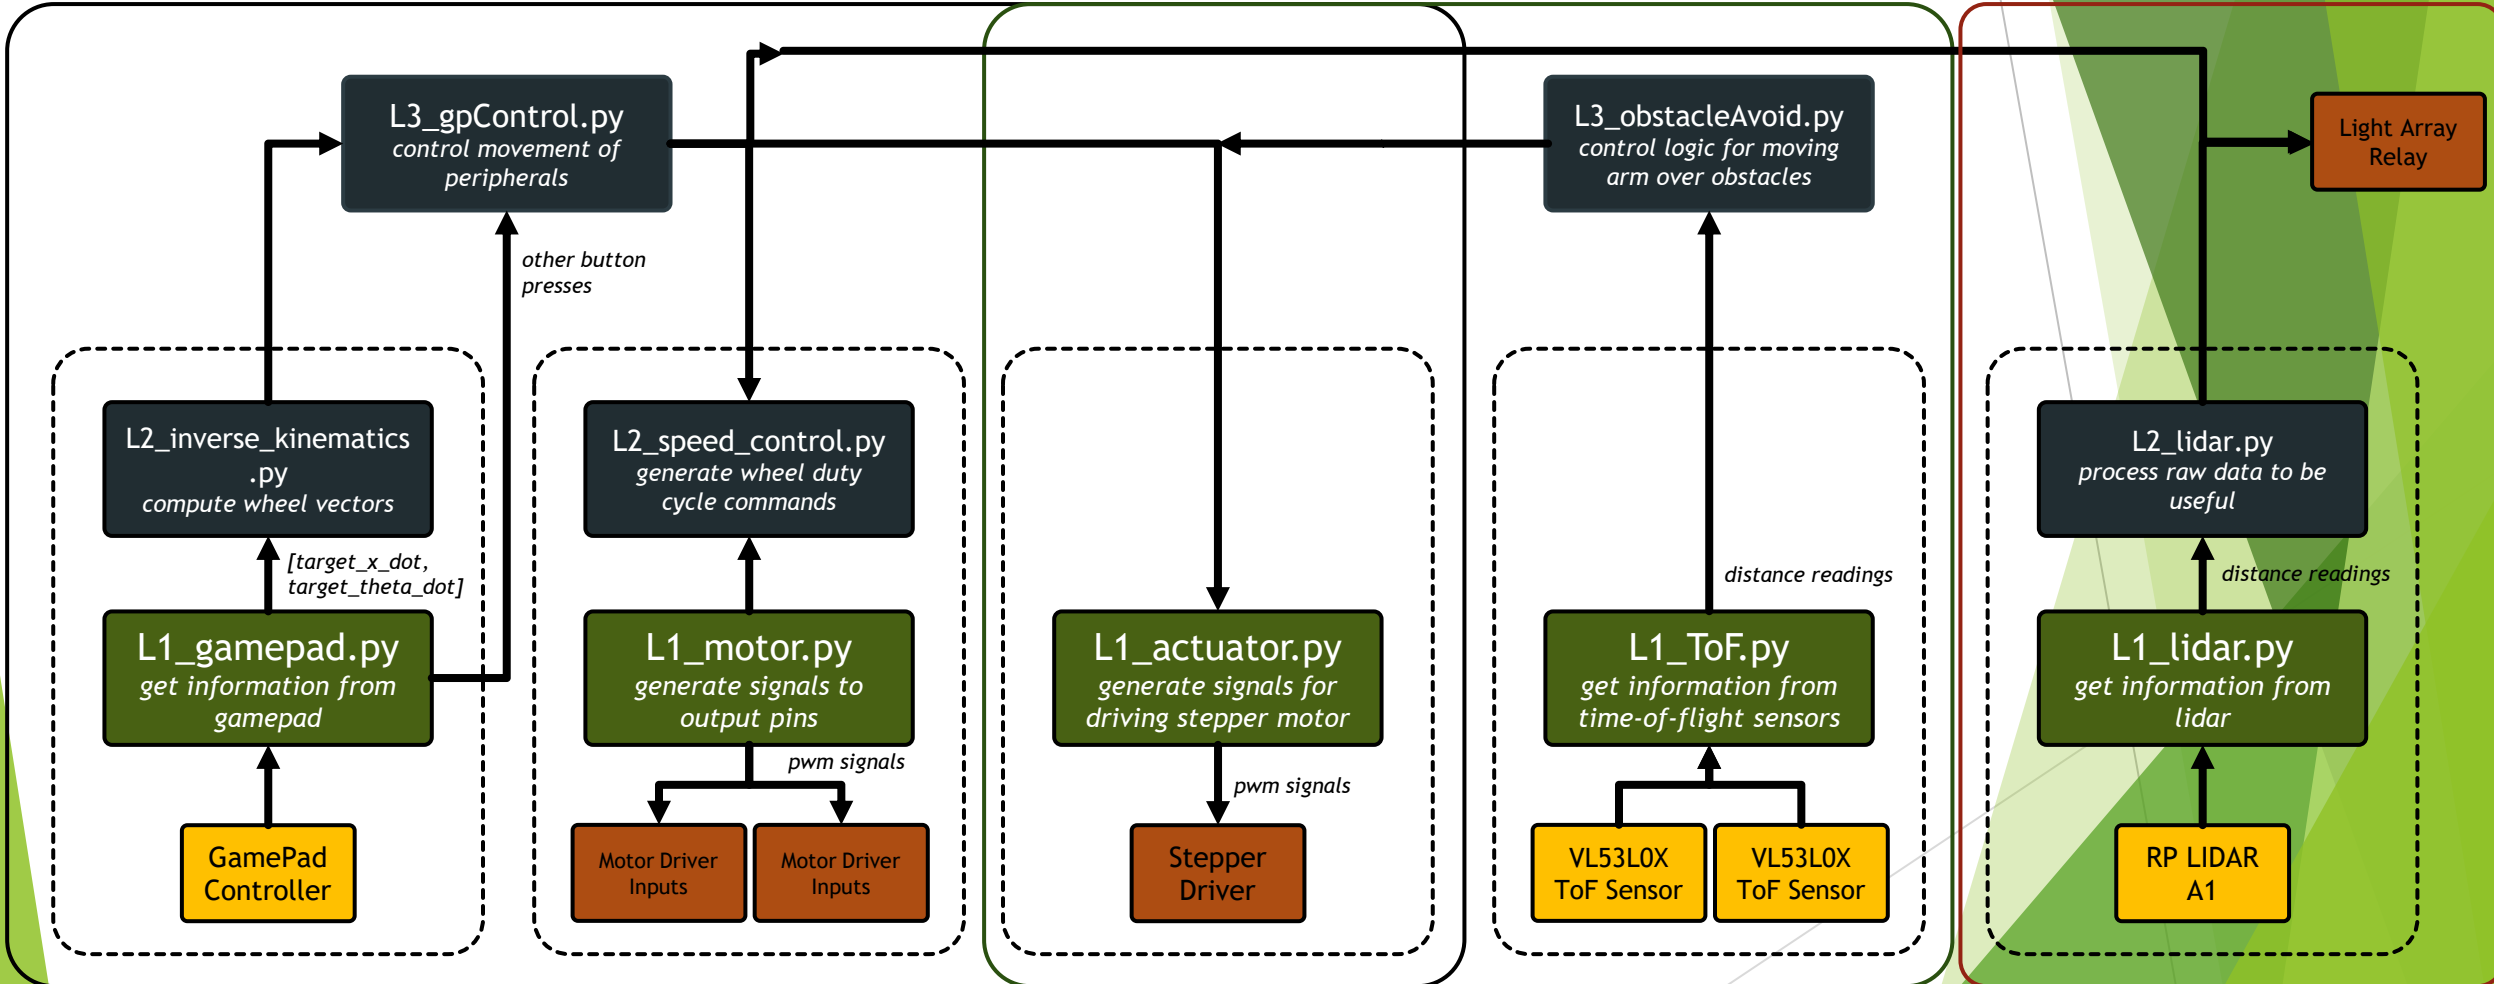 L3_gpControl.py
control movement of
peripherals
L3_obstacleAvoid.py
control logic for moving
arm over obstacles
Light Array
Relay
other button
presses
L2_inverse_kinematics
.py
compute wheel vectors
L2_speed_control.py
generate wheel duty
cycle commands
L2_lidar.py
process raw data to be
useful
[target_x_dot,
target_theta_dot]
distance readings
distance readings
L1_gamepad.py
get information from
gamepad
L1_motor.py
generate signals to
output pins
L1_actuator.py
generate signals for
driving stepper motor
L1_ToF.py
get information from
time-of-flight sensors
L1_lidar.py
get information from
lidar
pwm signals
pwm signals
GamePad
Controller
Motor Driver
Inputs
Motor Driver
Inputs
Stepper
Driver
VL53L0X
ToF Sensor
VL53L0X
ToF Sensor
RP LIDAR
A1